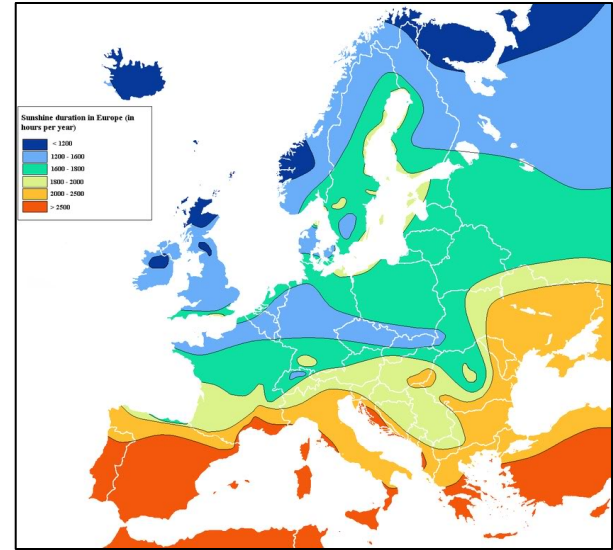 Sunshine duration in Europe (in
hours per year)
< 1200
1200 - 1600
1600 - 1800
1800 - 2000
2000 - 2500
> 2500